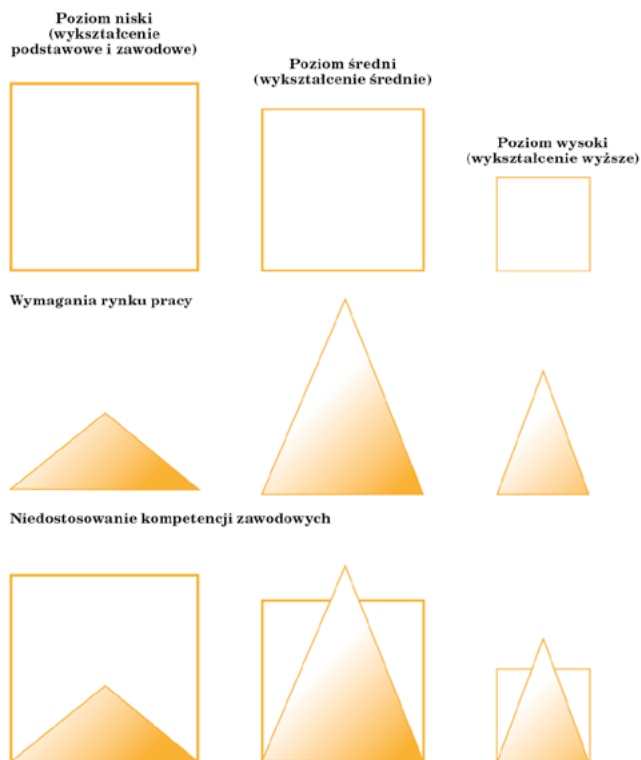 Poziom niski
(wykształcenie
podstawowe i zawodowe)
Poziom średni
(wykształcenie średnie)
Poziom wysoki
(wykształcenie wyższe)
Wymagania rynku pracy
Niedostosowanie kompetencji zawodowych